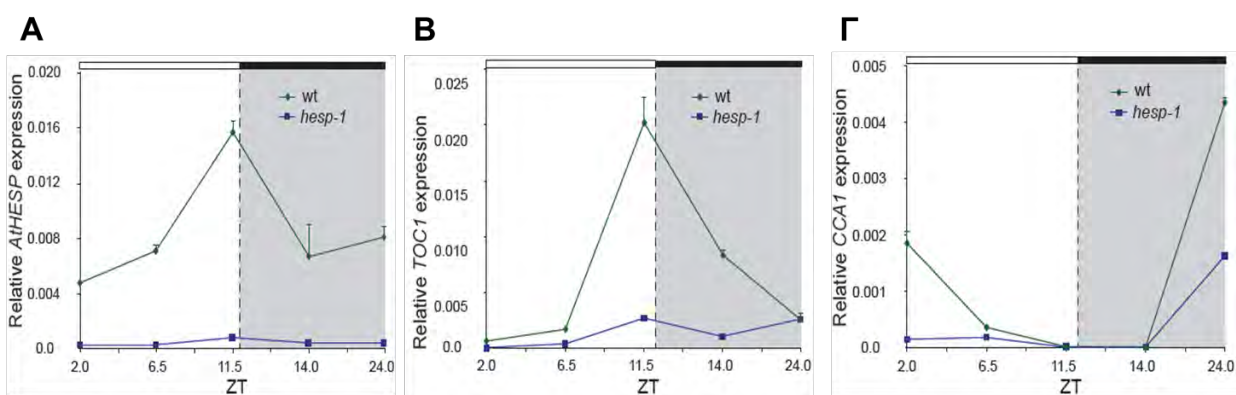 A
Relative AtHESP expression
0.020
0.016
0.012
0.008
0.004
0.0
wt
hesp-1
2.0 6.5 11.5 14.0 24.0
ZT
B
Relative TOC1 expression
0.025
0.020
0.015
0.010
0.005
0.0
wt
hesp-1
2.0 6.5 11.5 14.0 24.0
ZT
Γ
Relative CCA1 expression
0.005
0.004
0.003
0.002
0.001
0.0
wt
hesp-1
2.0 6.5 11.5 14.0 24.0
ZT